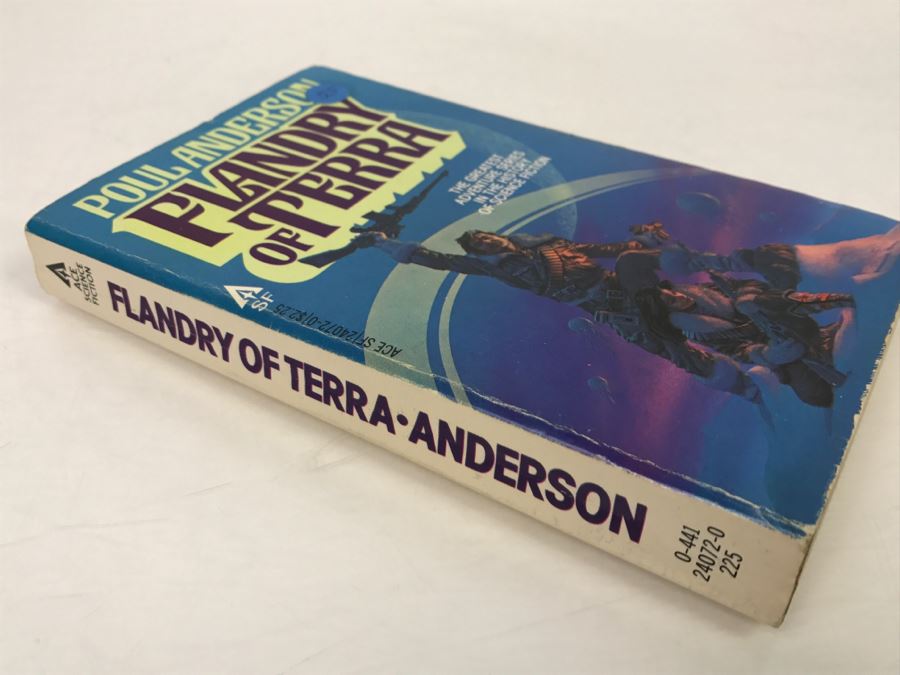 POUL ANDERSON
FLANDRY
OF TERRA
THE GREATEST
ADVENTURE SERIES
IN THE HISTORY
OF SCIENCE FICTION
SF
ACE SF/24072-0/$2.25
ACE
SCIENCE
FICTION
FLANDRY OF TERRA•ANDERSON
0-441
24072-0
225